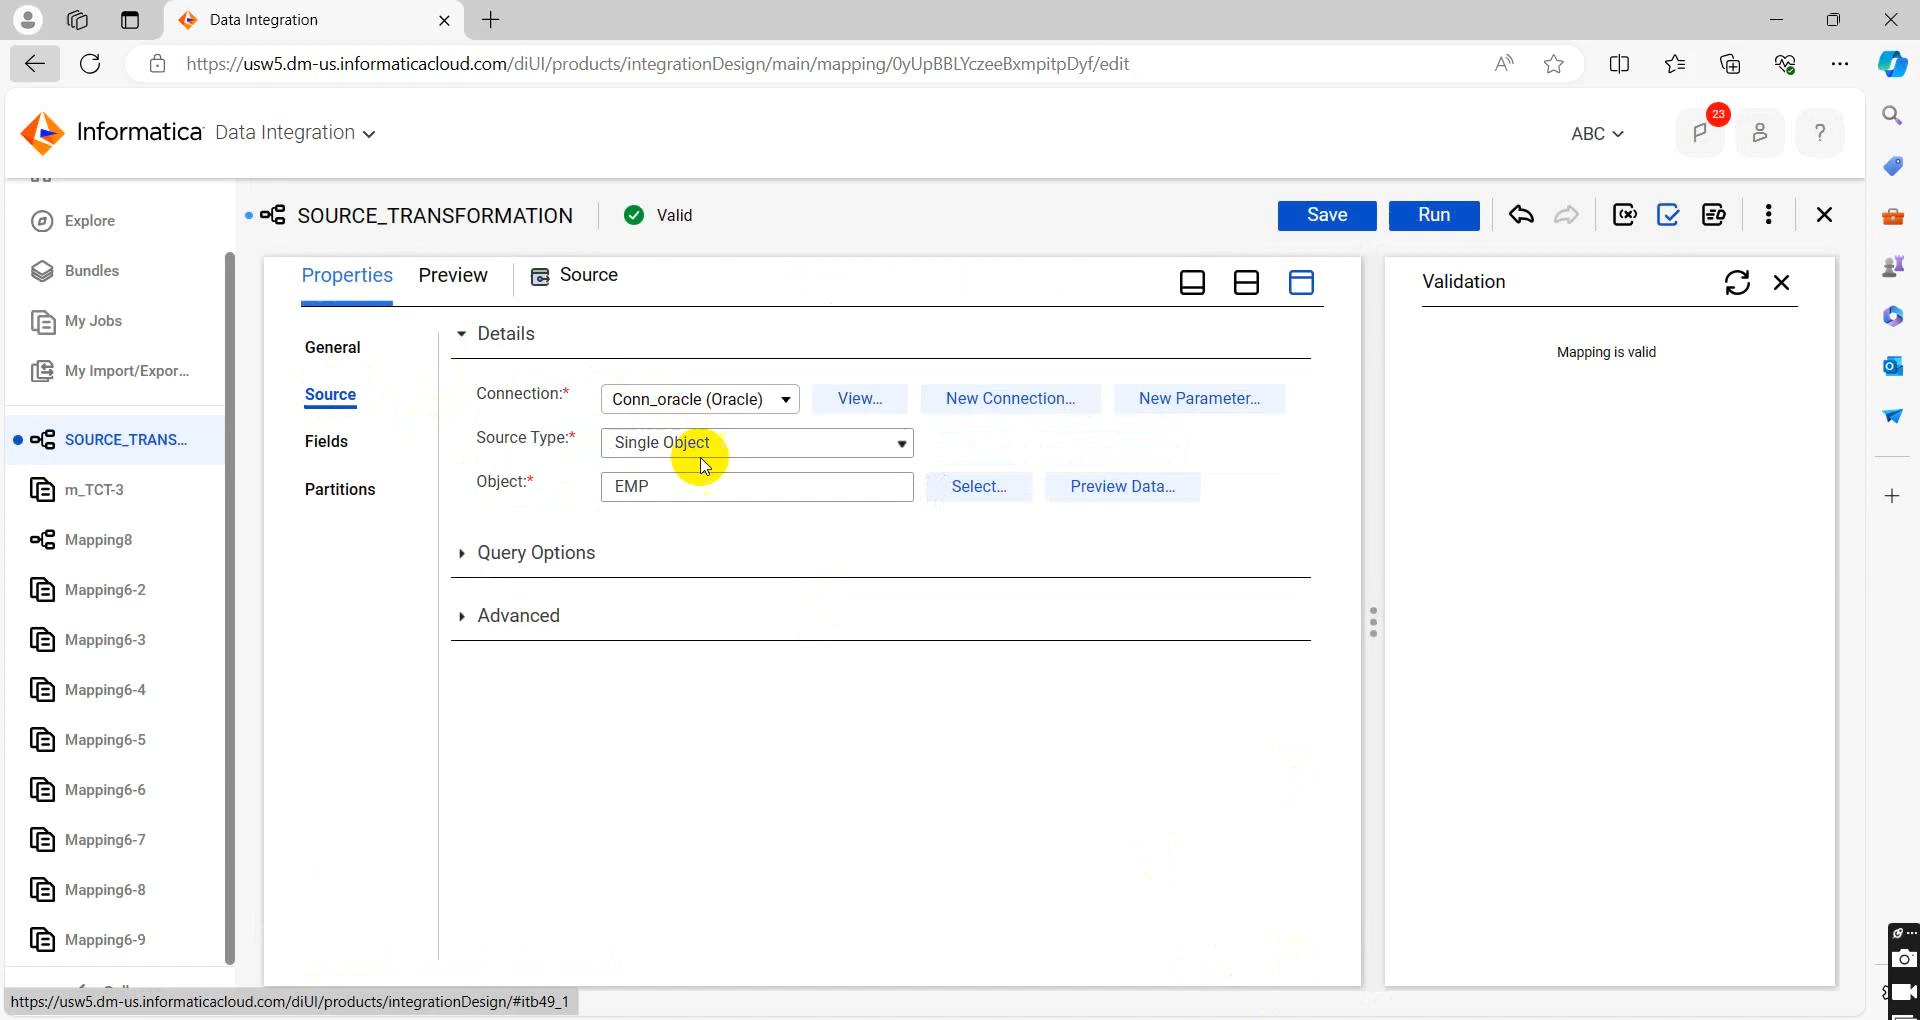 Data Integration
https://usw5.dm-us.informaticacloud.com/diUI/products/integrationDesign/main/mapping/0yUpBBLYczeeBxmpitpDyf/edit
Informatica Data Integration
ABC
23
?
Explore
Bundles
My Jobs
My Import/Expor...
SOURCE_TRANS...
m_TCT-3
Mapping8
Mapping6-2
Mapping6-3
Mapping6-4
Mapping6-5
Mapping6-6
Mapping6-7
Mapping6-8
Mapping6-9
SOURCE_TRANSFORMATION
Valid
Save
Run
Properties
Preview
Source
General
Source
Fields
Partitions
Details
Connection:*
Conn_oracle (Oracle)
View...
New Connection...
New Parameter...
Source Type:*
Single Object
Object:*
EMP
Select...
Preview Data...
Query Options
Advanced
Validation
Mapping is valid
https://usw5.dm-us.informaticacloud.com/diUI/products/integrationDesign/#itb49_1